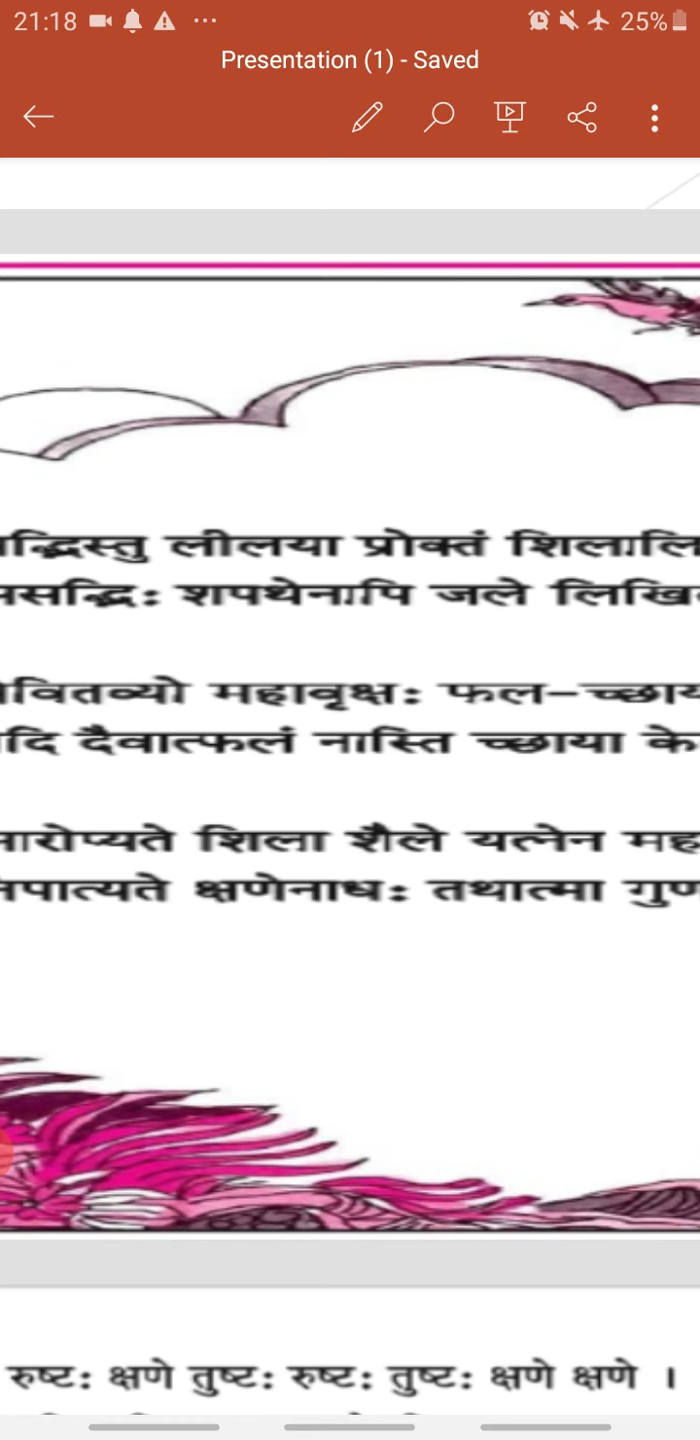 21:18 ... 25%
Presentation (1) - Saved
द्धिस्तु लीलया प्रोक्तं शिलालि
सद्भिः शपथेनापि जले लिखि
वितव्यो महावृक्षः फल-च्छाय
दि दैवात्फलं नास्ति च्छाया के
ारोप्यते शिला शैले यत्नेन मह
पात्यते क्षणेनाधः तथात्मा गुण
रुष्टः क्षणे तुष्टः रुष्टः तुष्टः क्षणे क्षणे ।